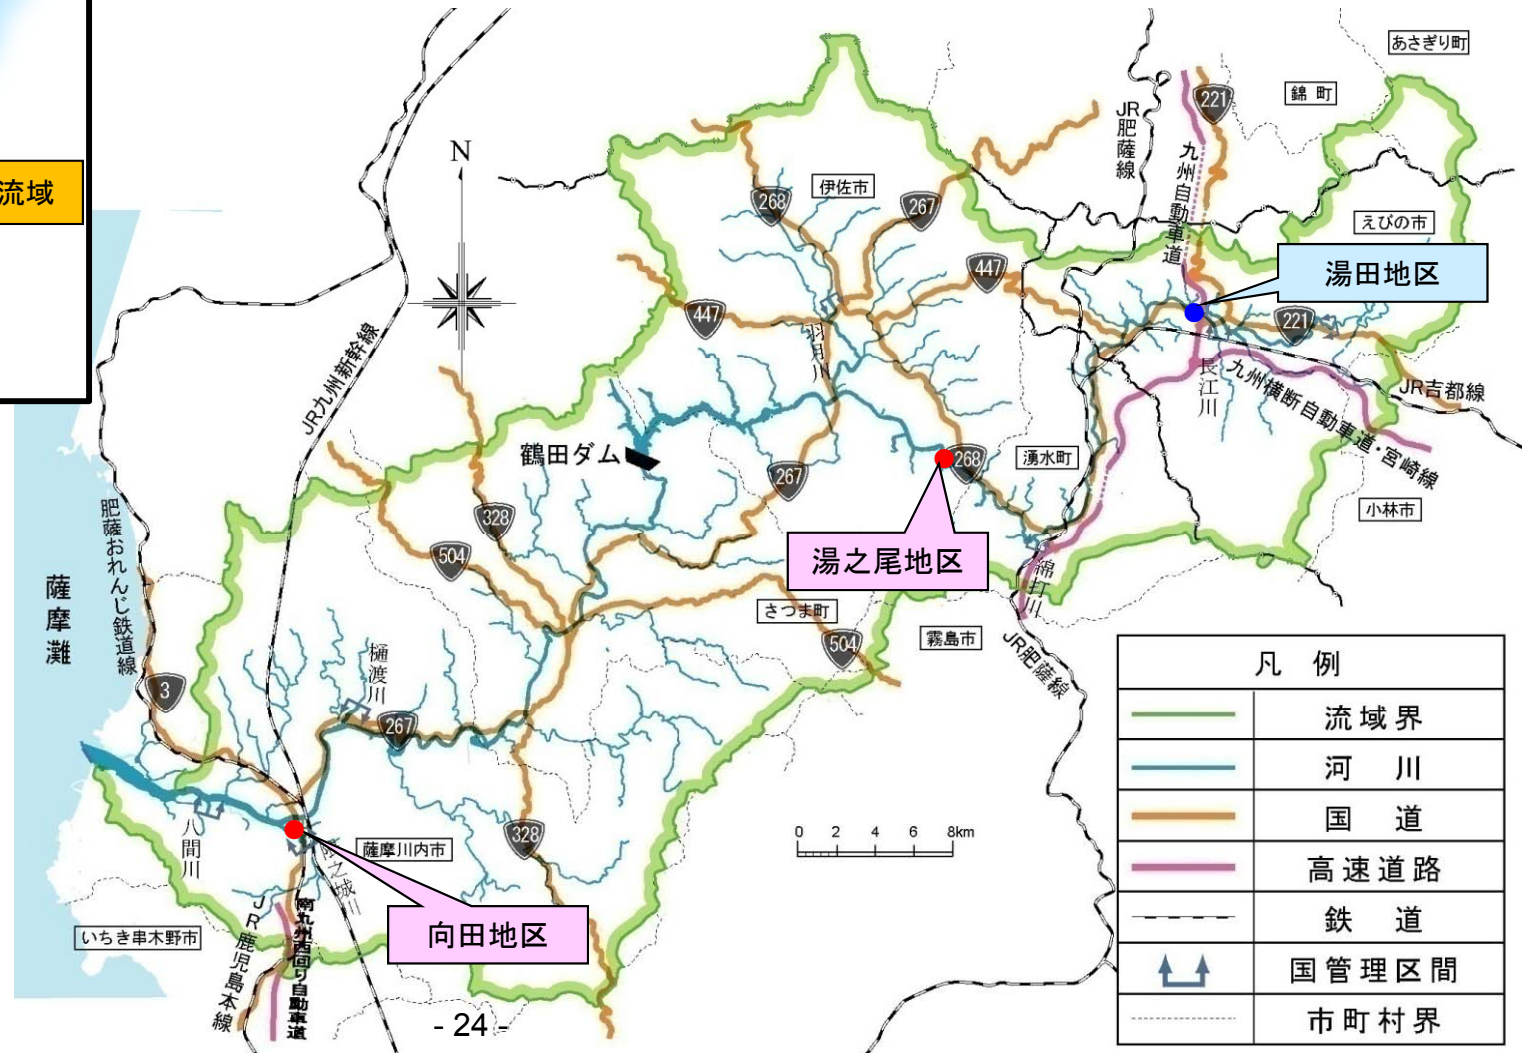 流域
あさぎり町
錦町
221
JR肥薩線
九州自動車道
N
伊佐市
268
267
えびの市
湯田地区
447
447
221
羽月川
長江川
JR九州新幹線
九州横断自動車道・宮崎線
JR吉都線
鶴田ダム
268
湧水町
267
小林市
肥薩おれんじ鉄道線
328
504
湯之尾地区
綿打川
薩摩灘
さつま町
504
霧島市
JR肥薩線
樋渡川
3
267
八間川
薩摩川内市
328
0 2 4 6 8km
向田地区
いちき串木野市
JR鹿児島本線
南九州西回り自動車道
凡例
流域界
河川
国道
高速道路
鉄道
国管理区間
市町村界
- 24 -